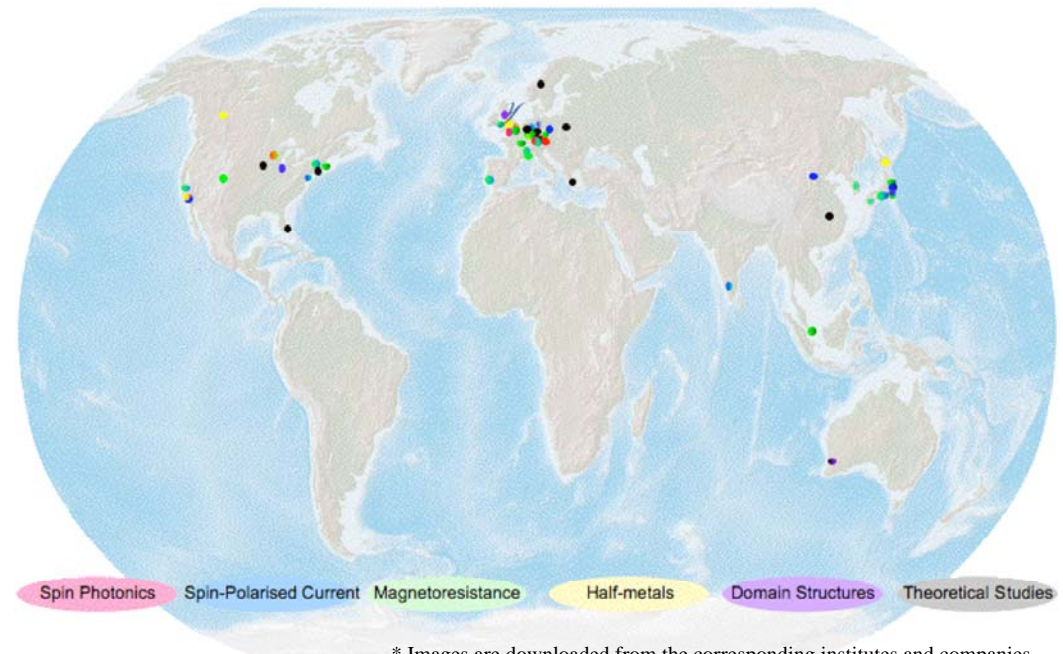 Spin Photonics Spin-Polarised Current Magnetoresistance Half-metals Domain Structures Theoretical Studies
* Images are downloaded from the corresponding institutes and companies